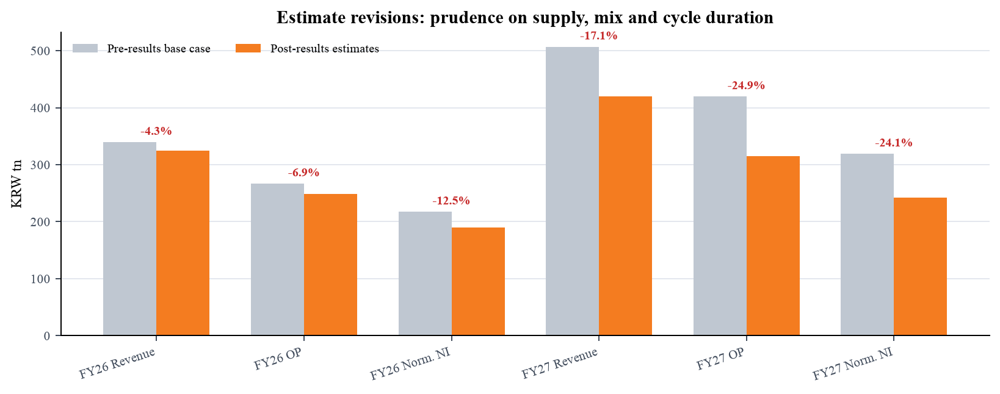 Estimate revisions: prudence on supply, mix and cycle duration
Pre-results base case
Post-results estimates
KRW tn
500
400
300
200
100
0
-4.3%
-6.9%
-12.5%
-17.1%
-24.9%
-24.1%
FY26 Revenue
FY26 OP
FY26 Norm. NI
FY27 Revenue
FY27 OP
FY27 Norm. NI